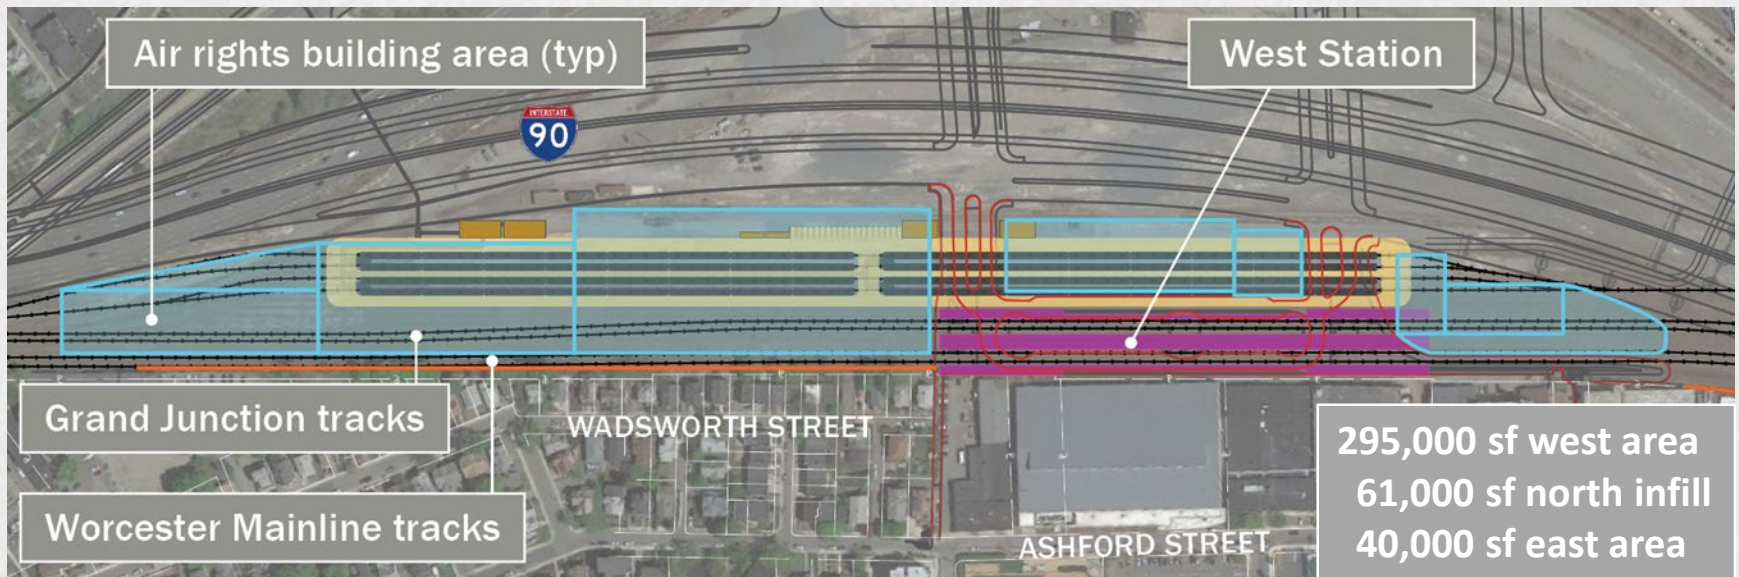 Air rights building area (typ)
West Station
INTERSTATE
90
Grand Junction tracks
WADSWORTH STREET
Worcester Mainline tracks
ASHFORD STREET
295,000 sf west area
61,000 sf north infill
40,000 sf east area